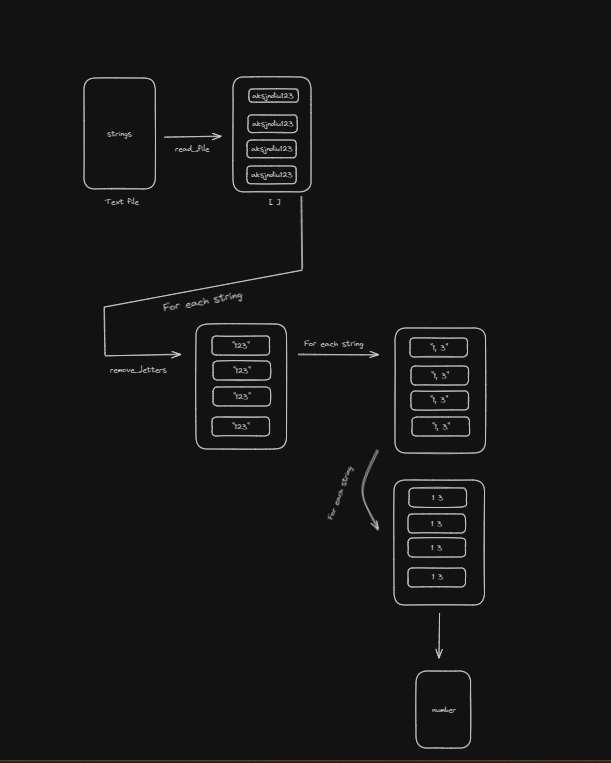 strings
read_file
Text file
aksjndiu123
aksjndiu123
aksjndiu123
aksjndiu123
[ ]
For each string
remove_letters
"123"
"123"
"123"
"123"
For each string
"1, 3"
"1, 3"
"1, 3"
"1, 3"
For each string
1 3
1 3
1 3
1 3
number